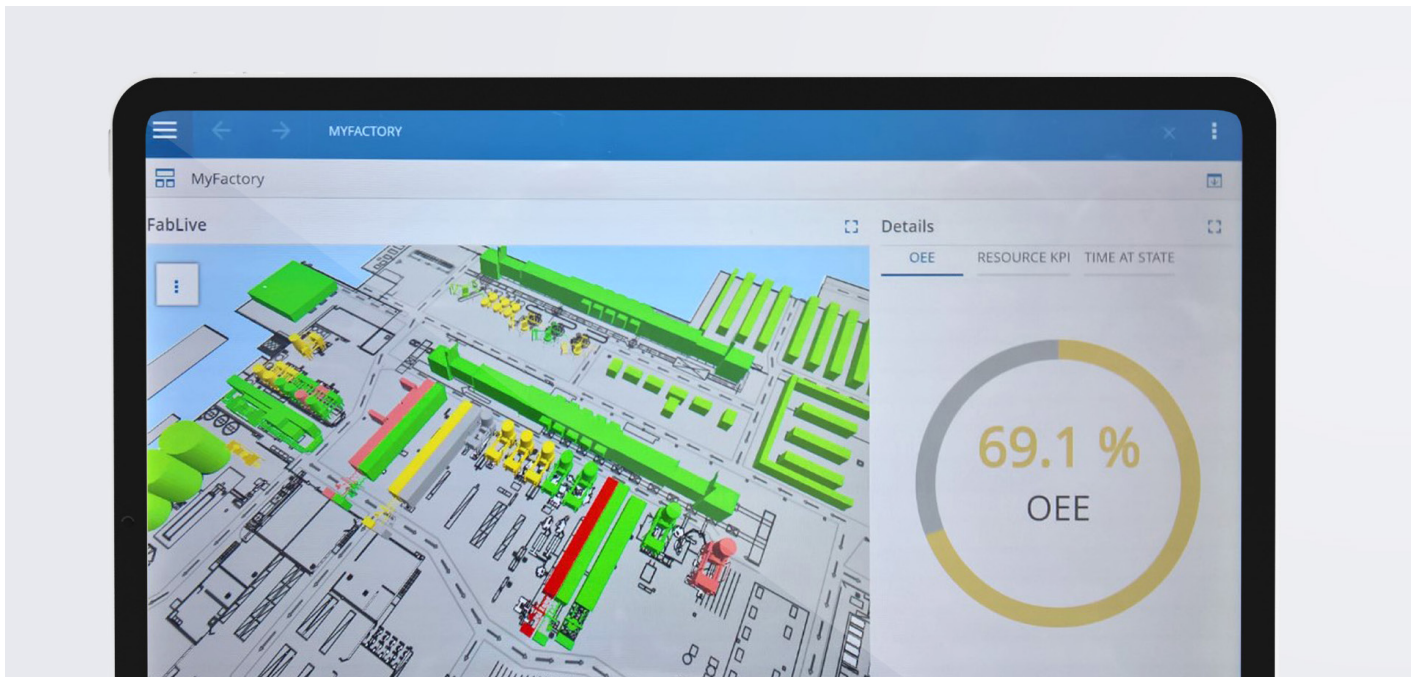 MYFACTORY
MyFactory
FabLive
Details
OEE
RESOURCE KPI
TIME AT STATE
69.1 %
OEE